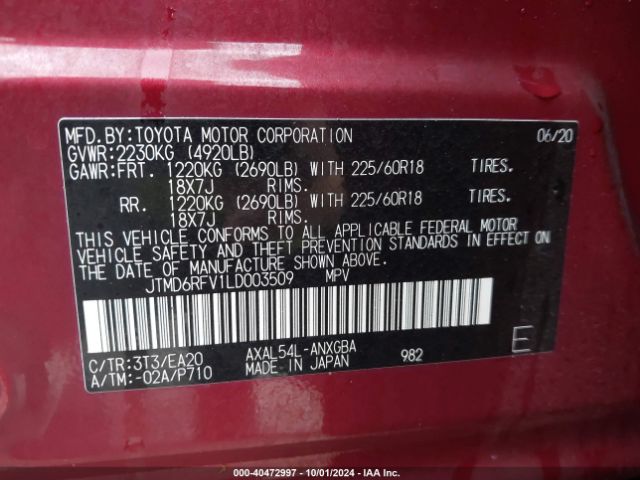 MFD. BY: TOYOTA MOTOR CORPORATION 06/20
GVWR:2230KG (4920LB)
GAWR:FRT. 1220KG (2690LB) WITH 225/60R18 TIRES.
18X7J RIMS.
RR. 1220KG (2690LB) WITH 225/60R18 TIRES.
18X7J RIMS.
THIS VEHICLE CONFORMS TO ALL APPLICABLE FEDERAL MOTOR
VEHICLE SAFETY AND THEFT PREVENTION STANDARDS IN EFFECT ON
THE DATE OF MANUFACTURE SHOWN ABOVE.
JTMD6RFV1LD003509 MPV
C/TR:3T3/EA20 AXAL54L-ANXGBA 982 E
A/TM:-02A/P710 MADE IN JAPAN
000-40472997 - 10/01/2024 - IAA Inc.